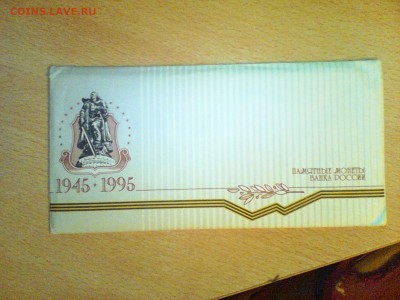 COINS.LAVE.RU
1945 · 1995
ПАМЯТНЫЕ МОНЕТЫ
БАНКА РОССИИ